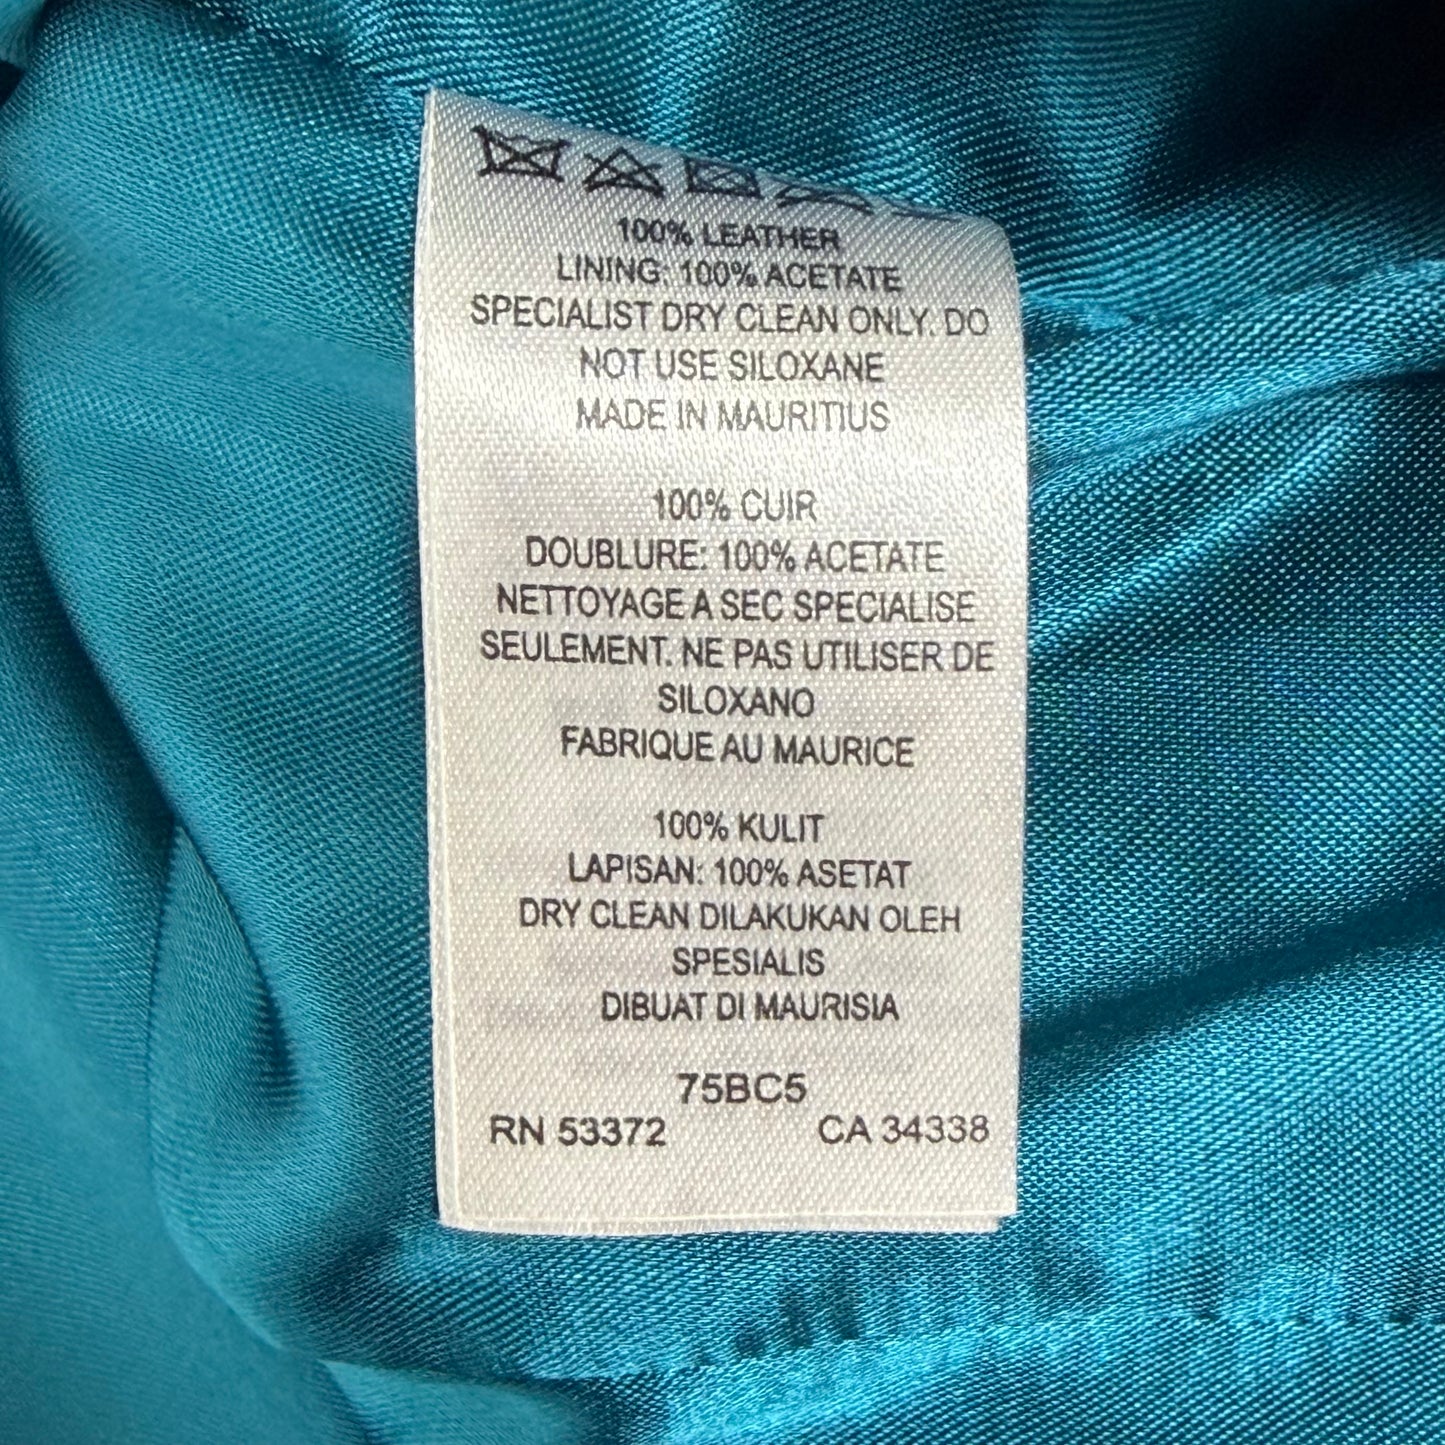 100% LEATHER
LINING: 100% ACETATE
SPECIALIST DRY CLEAN ONLY. DO
NOT USE SILOXANE
MADE IN MAURITIUS
100% CUIR
DOUBLURE: 100% ACETATE
NETTOYAGE A SEC SPECIALISE
SEULEMENT. NE PAS UTILISER DE
SILOXANO
FABRIQUE AU MAURICE
100% KULIT
LAPISAN: 100% ASETAT
DRY CLEAN DILAKUKAN OLEH
SPESIALIS
DIBUAT DI MAURISIA
75BC5
RN 53372 CA 34338